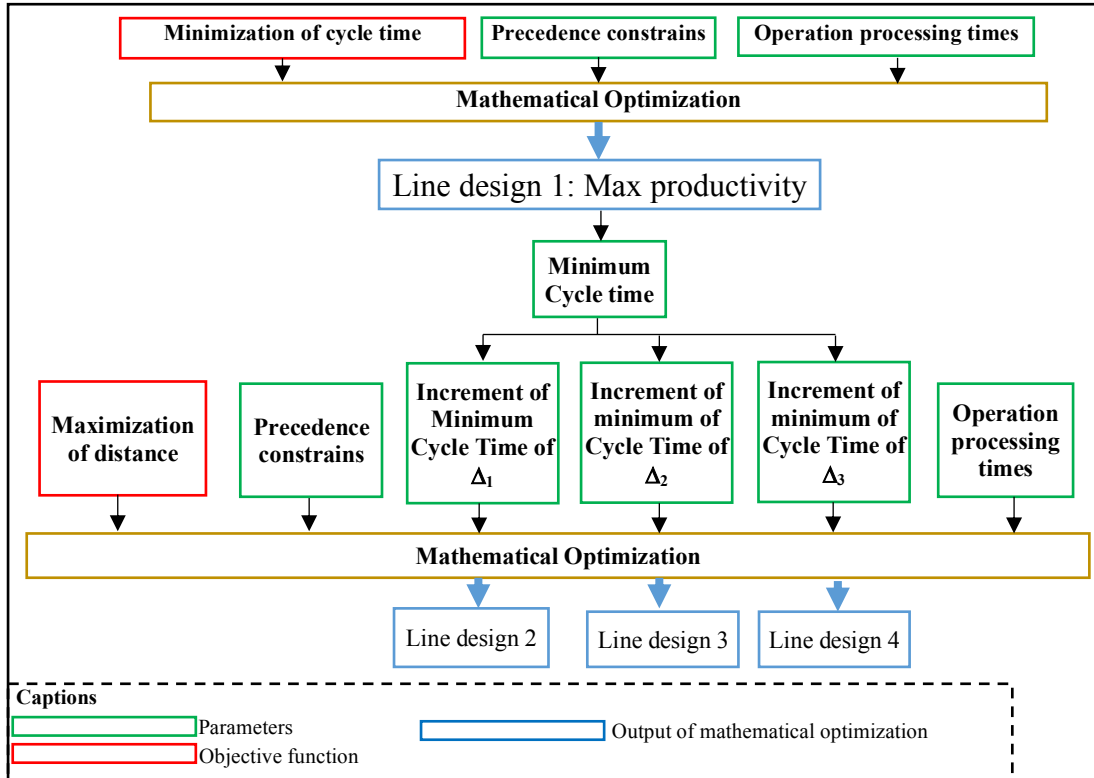 Minimization of cycle time
Precedence constrains
Operation processing times
Mathematical Optimization
Line design 1: Max productivity
Minimum
Cycle time
Maximization
of distance
Precedence
constrains
Increment of
Minimum
Cycle Time of
Δ₁
Increment of
minimum of
Cycle Time of
Δ₂
Increment of
minimum of
Cycle Time of
Δ₃
Operation
processing
times
Mathematical Optimization
Line design 2
Line design 3
Line design 4
Captions
Parameters
Output of mathematical optimization
Objective function